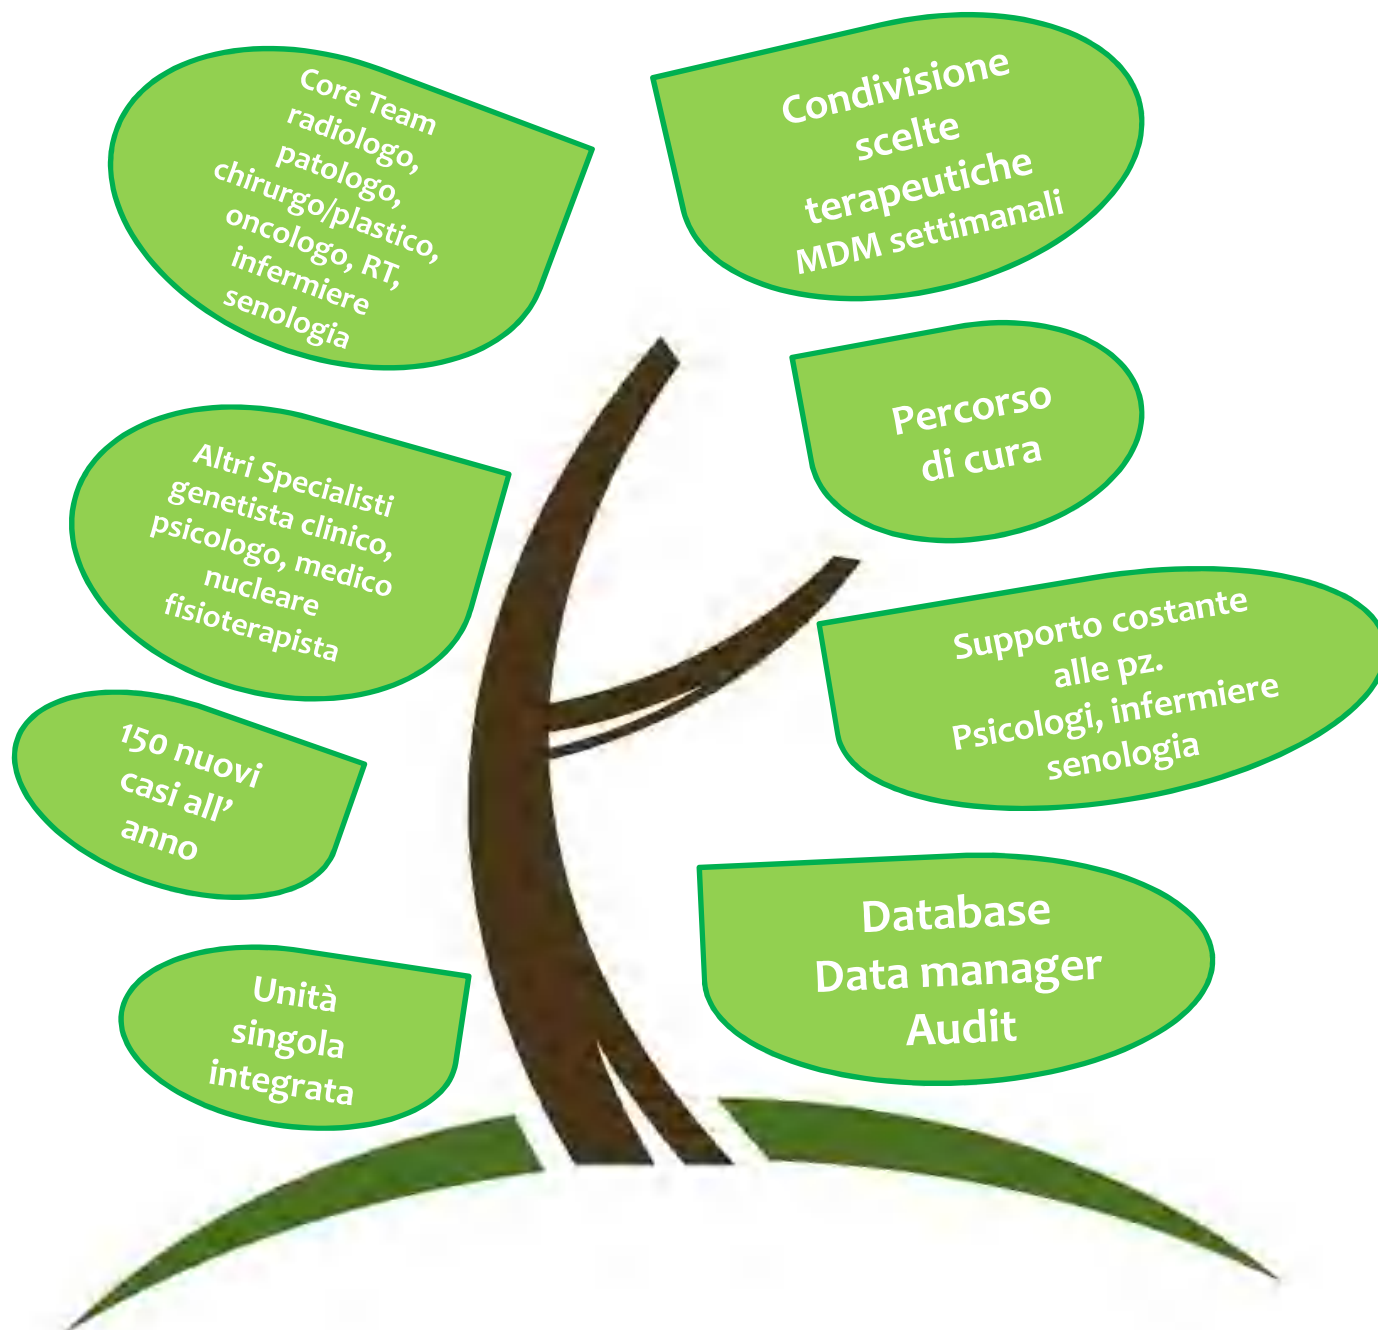 Core Team
radiologo,
patologo,
chirurgo/plastico,
oncologo, RT,
infermiere
senologia
Condivisione
scelte
terapeutiche
MDM settimanali
Altri Specialisti
genetista clinico,
psicologo, medico
nucleare
fisioterapista
Percorso
di cura
150 nuovi
casi all’
anno
Supporto costante
alle pz.
Psicologi, infermiere
senologia
Unità
singola
integrata
Database
Data manager
Audit